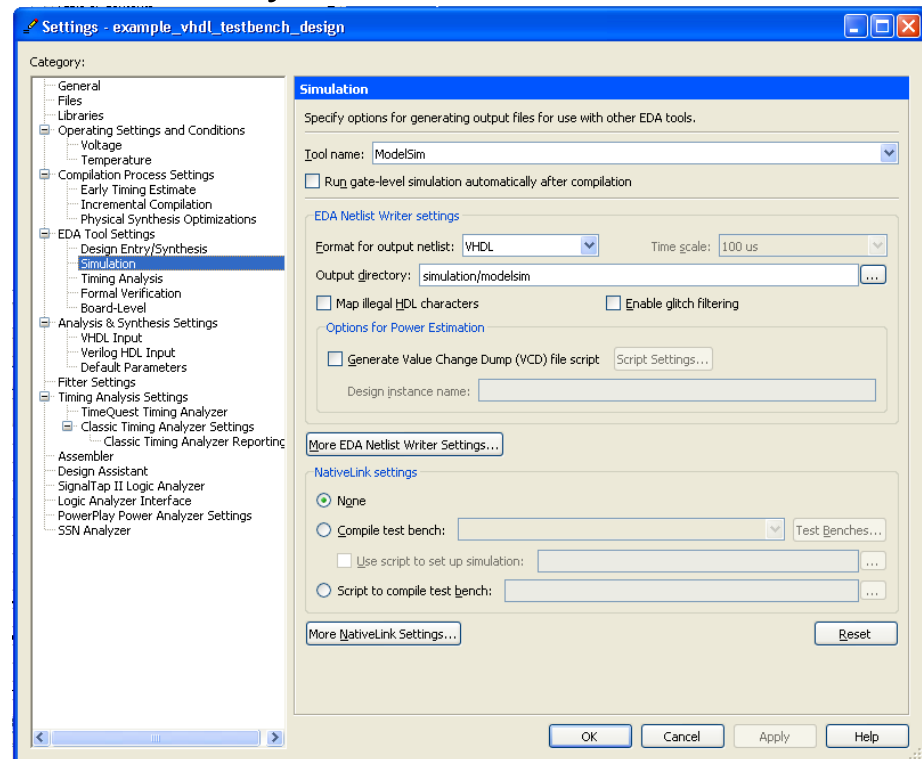 Settings - example_vhdl_testbench_design
Category:
General
Files
Libraries
Operating Settings and Conditions
Voltage
Temperature
Compilation Process Settings
Early Timing Estimate
Incremental Compilation
Physical Synthesis Optimizations
EDA Tool Settings
Design Entry/Synthesis
Simulation
Timing Analysis
Formal Verification
Board-Level
Analysis & Synthesis Settings
VHDL Input
Verilog HDL Input
Default Parameters
Fitter Settings
Timing Analysis Settings
TimeQuest Timing Analyzer
Classic Timing Analyzer Settings
Classic Timing Analyzer Reporting
Assembler
Design Assistant
SignalTap II Logic Analyzer
Logic Analyzer Interface
PowerPlay Power Analyzer Settings
SSN Analyzer
Simulation
Specify options for generating output files for use with other EDA tools.
Tool name: ModelSim
Run gate-level simulation automatically after compilation
EDA Netlist Writer settings
Format for output netlist: VHDL Time scale: 100 us
Output directory: simulation/modelsim ...
Map illegal HDL characters Enable glitch filtering
Options for Power Estimation
Generate Value Change Dump (VCD) file script Script Settings...
Design instance name:
More EDA Netlist Writer Settings...
NativeLink settings
None
Compile test bench: Test Benches...
Use script to set up simulation: ...
Script to compile test bench: ...
More NativeLink Settings... Reset
OK Cancel Apply Help